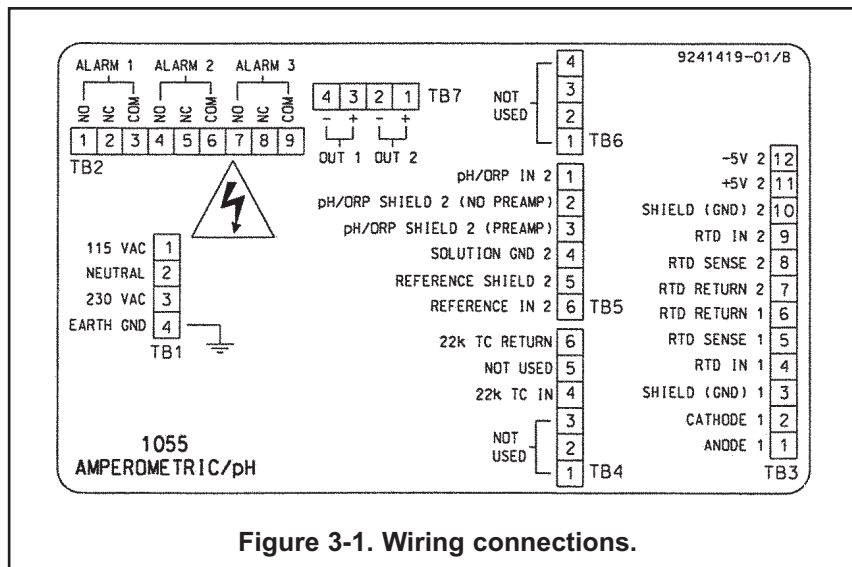 9241419-01/B
ALARM 1 ALARM 2 ALARM 3
NO NC COM NO NC COM NO NC COM
1 2 3 4 5 6 7 8 9
TB2
4 3 2 1 TB7
- + - +
OUT 1 OUT 2
NOT USED
4
3
2
1 TB6
pH/ORP IN 2 1
pH/ORP SHIELD 2 (NO PREAMP) 2
pH/ORP SHIELD 2 (PREAMP) 3
SOLUTION GND 2 4
REFERENCE SHIELD 2 5
REFERENCE IN 2 6 TB5
115 VAC 1
NEUTRAL 2
230 VAC 3
EARTH GND 4
TB1
22k TC RETURN 6
NOT USED 5
22k TC IN 4
NOT USED
3
2
1 TB4
-5V 2 12
+5V 2 11
SHIELD (GND) 2 10
RTD IN 2 9
RTD SENSE 2 8
RTD RETURN 2 7
RTD RETURN 1 6
RTD SENSE 1 5
RTD IN 1 4
SHIELD (GND) 1 3
CATHODE 1 2
ANODE 1 1
TB3
1055
AMPEROMETRIC/pH
Figure 3-1. Wiring connections.